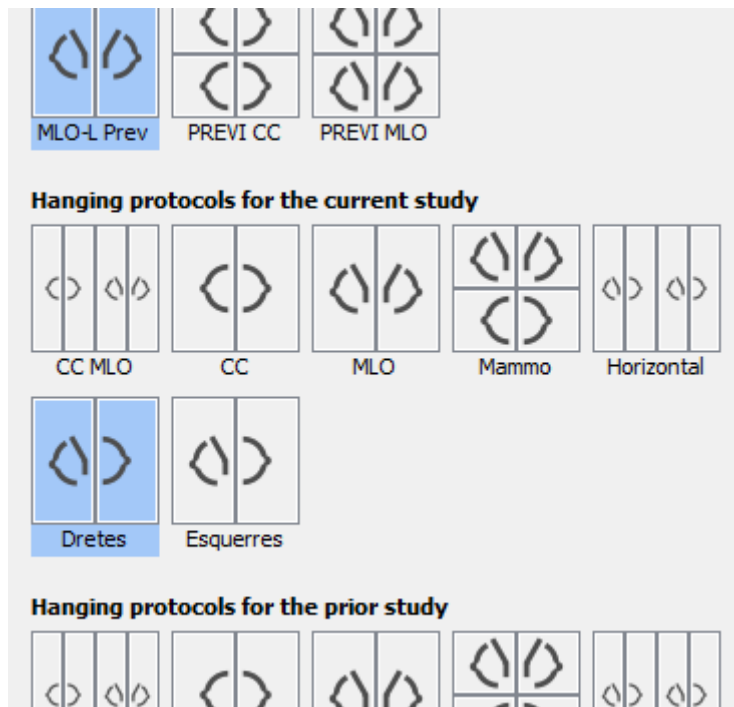 MLO-L Prev PREVI CC PREVI MLO
Hanging protocols for the current study
CC MLO CC MLO Mammo Horizontal
Dretes Esquerres
Hanging protocols for the prior study